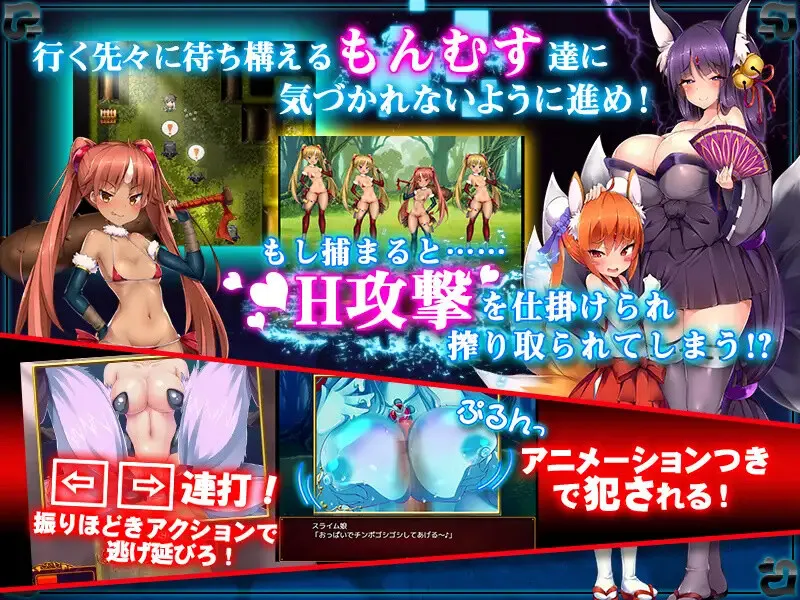 行く先々に待ち構えるもんむす達に
気づかれないように進め！
もし捕まると……
H攻撃を仕掛けられ
搾り取られてしまう!?
← → 連打！
振りほどきアクションで
逃げ延びろ！
ぷるんっ
スライム娘
「おっぱいでチンポゴシゴシしてあげる～♪」
アニメーションつき
で犯される！